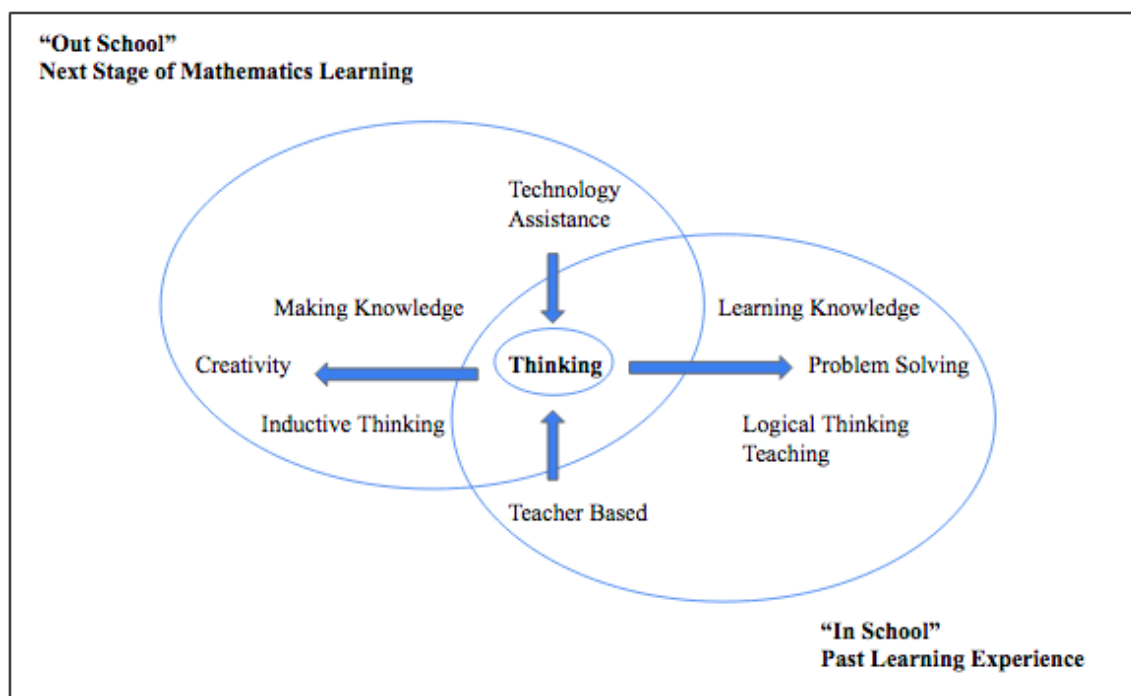 “Out School”
Next Stage of Mathematics Learning
Technology
Assistance
Making Knowledge
Learning Knowledge
Creativity
Thinking
Problem Solving
Inductive Thinking
Logical Thinking
Teaching
Teacher Based
“In School”
Past Learning Experience